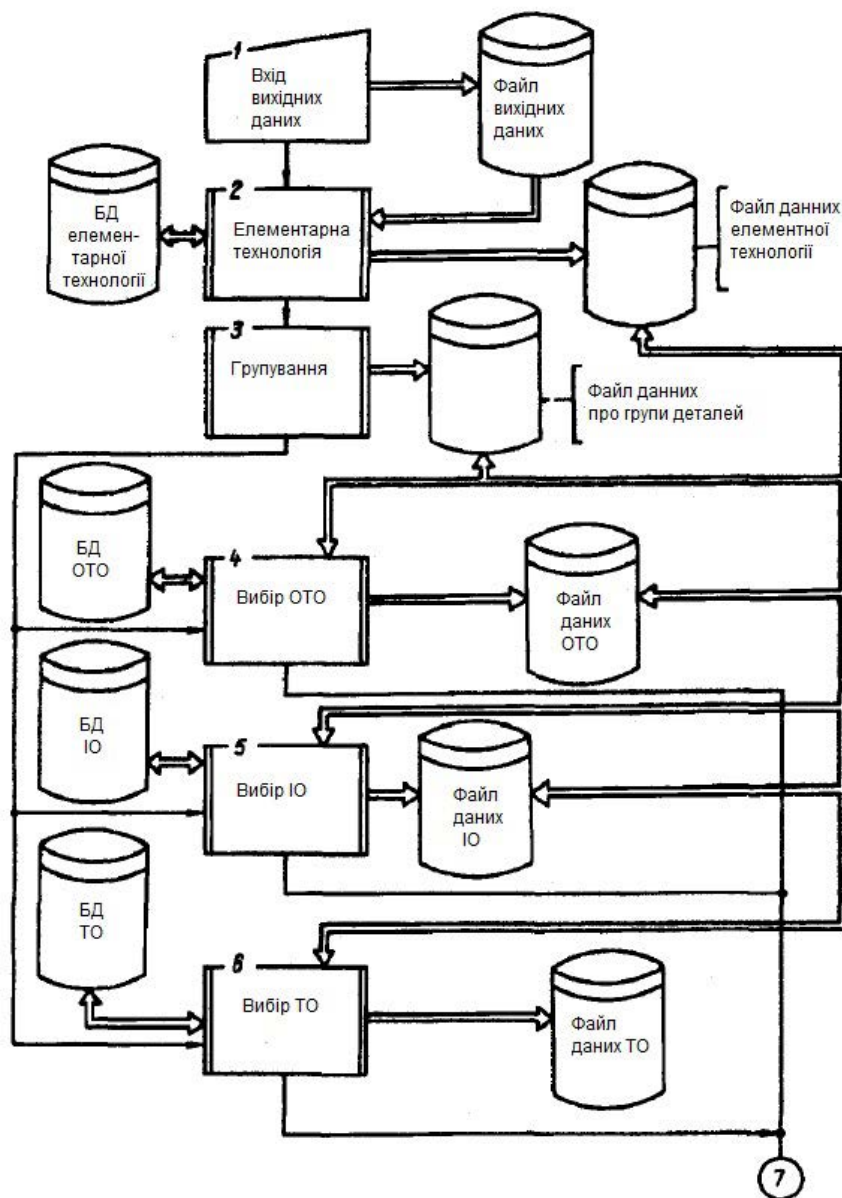 1
Вхід
вихідних
даних
Файл
вихідних
даних
БД
елемен-
тарної
технології
2
Елементарна
технологія
Файл данних
елементної
технології
3
Групування
Файл данних
про групи деталей
БД
ОТО
4
Вибір ОТО
Файл
даних
ОТО
БД
ІО
5
Вибір ІО
Файл
даних
ІО
БД
ТО
6
Вибір ТО
Файл
даних ТО
7